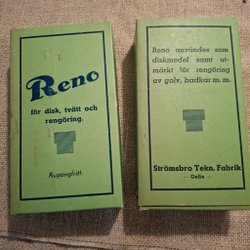 Reno
för disk, tvätt och
rengöring.
Kupongfritt.
Reno användes som
diskmedel samt ut-
märkt för rengöring
av golv, badkar m. m.
Strömsbro Tekn. Fabrik
— Gefle —